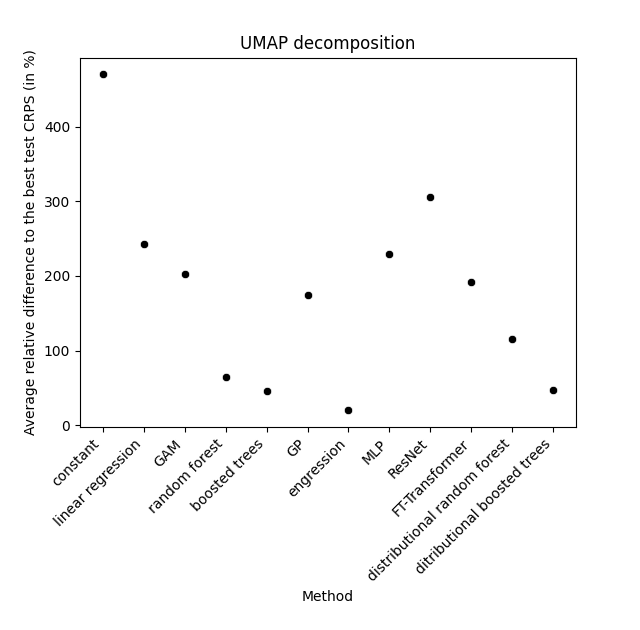 UMAP decomposition
Average relative difference to the best test CRPS (in %)
400
300
200
100
0
constant
linear regression
GAM
random forest
boosted trees
GP
engression
MLP
ResNet
FT-Transformer
distributional random forest
ditributional boosted trees
Method